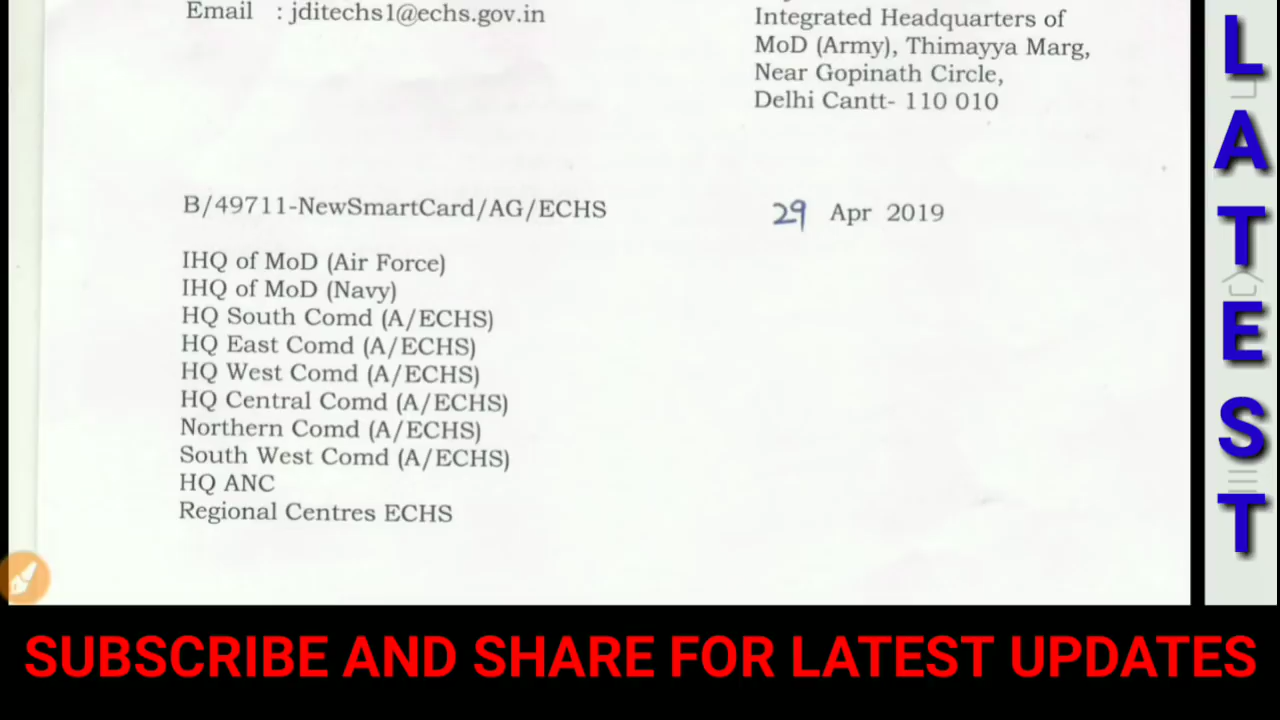 Email : jditechs1@echs.gov.in
Integrated Headquarters of
MoD (Army), Thimayya Marg,
Near Gopinath Circle,
Delhi Cantt- 110 010
B/49711-NewSmartCard/AG/ECHS
29 Apr 2019
IHQ of MoD (Air Force)
IHQ of MoD (Navy)
HQ South Comd (A/ECHS)
HQ East Comd (A/ECHS)
HQ West Comd (A/ECHS)
HQ Central Comd (A/ECHS)
Northern Comd (A/ECHS)
South West Comd (A/ECHS)
HQ ANC
Regional Centres ECHS
LATEST
SUBSCRIBE AND SHARE FOR LATEST UPDATES